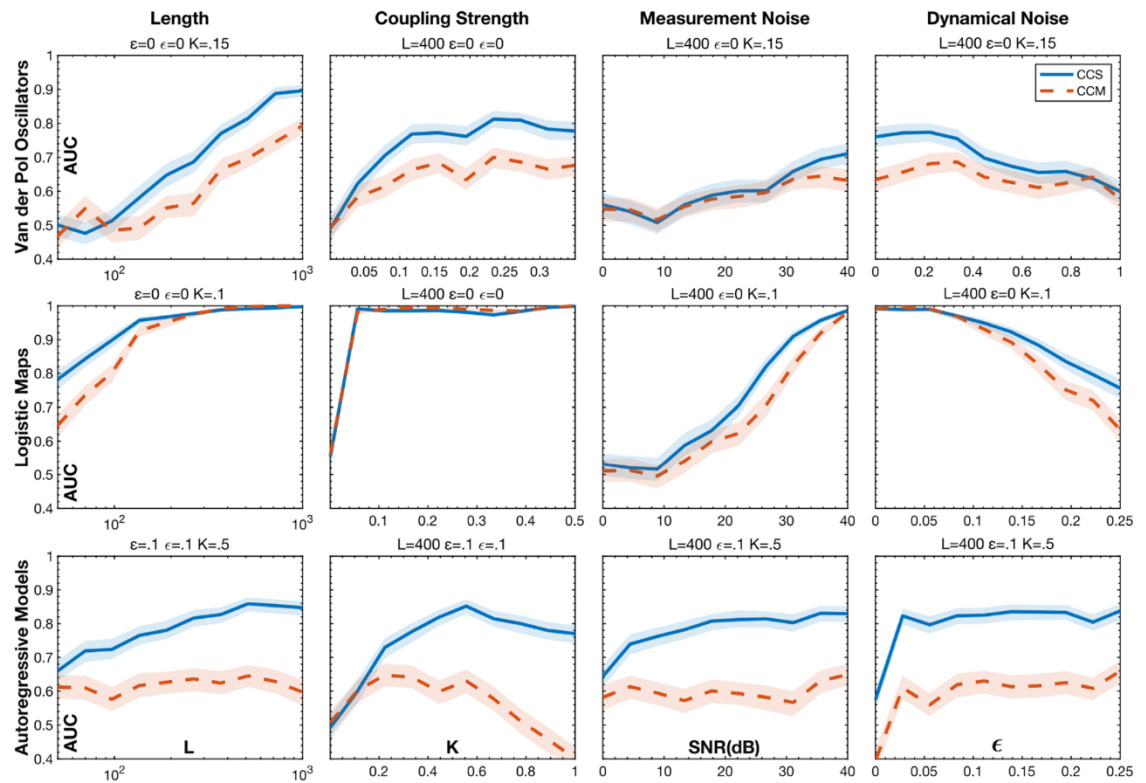 Length Coupling Strength Measurement Noise Dynamical Noise
ε=0 ϵ=0 K=.15 L=400 ε=0 ϵ=0 L=400 ϵ=0 K=.15 L=400 ε=0 K=.15
Van der Pol Oscillators
AUC
1
0.9
0.8
0.7
0.6
0.5
0.4
CCS
CCM
10² 10³ 0.05 0.1 0.15 0.2 0.25 0.3 0 10 20 30 40 0 0.2 0.4 0.6 0.8 1
ε=0 ϵ=0 K=.1 L=400 ε=0 ϵ=0 L=400 ϵ=0 K=.1 L=400 ε=0 K=.1
Logistic Maps
AUC
1
0.9
0.8
0.7
0.6
0.5
0.4
10² 10³ 0.1 0.2 0.3 0.4 0.5 0 10 20 30 40 0 0.05 0.1 0.15 0.2 0.25
ε=.1 ϵ=.1 K=.5 L=400 ε=.1 ϵ=.1 L=400 ϵ=.1 K=.5 L=400 ε=.1 K=.5
Autoregressive Models
AUC
1
0.9
0.8
0.7
0.6
0.5
0.4
L K SNR(dB) ϵ
10² 10³ 0.2 0.4 0.6 0.8 1 0 10 20 30 40 0 0.05 0.1 0.15 0.2 0.25